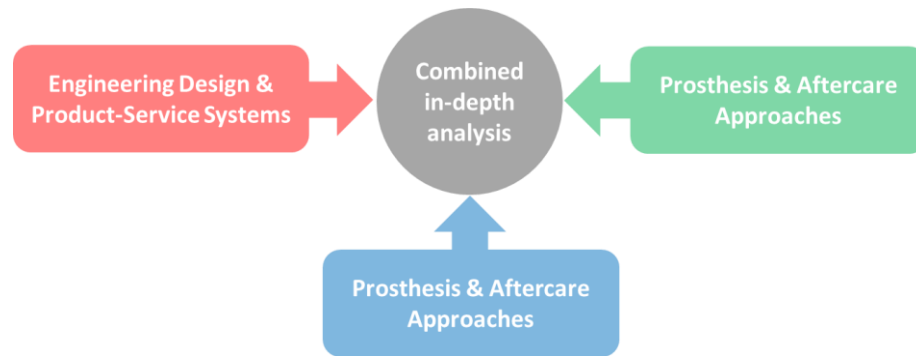 Engineering Design &
Product-Service Systems
Combined
in-depth
analysis
Prosthesis & Aftercare
Approaches
Prosthesis & Aftercare
Approaches